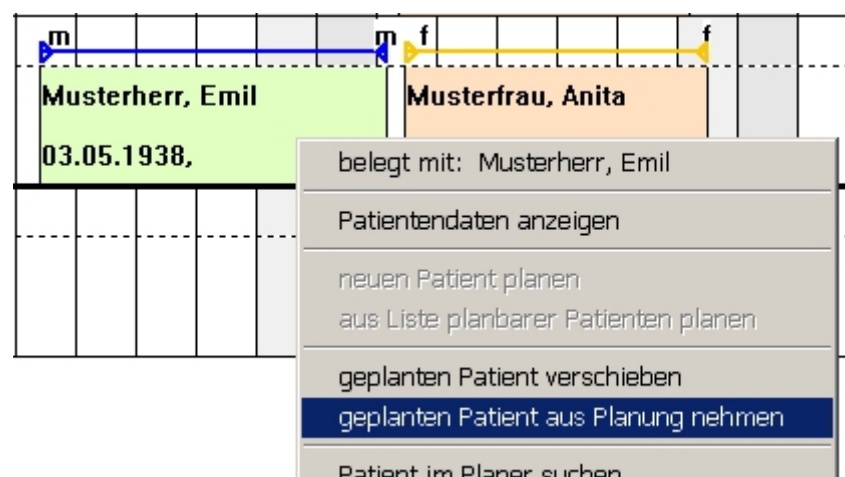 m m f f
Musterherr, Emil Musterfrau, Anita
03.05.1938,
belegt mit: Musterherr, Emil
Patientendaten anzeigen
neuen Patient planen
aus Liste planbarer Patienten planen
geplanten Patient verschieben
geplanten Patient aus Planung nehmen
Patient im Planer suchen